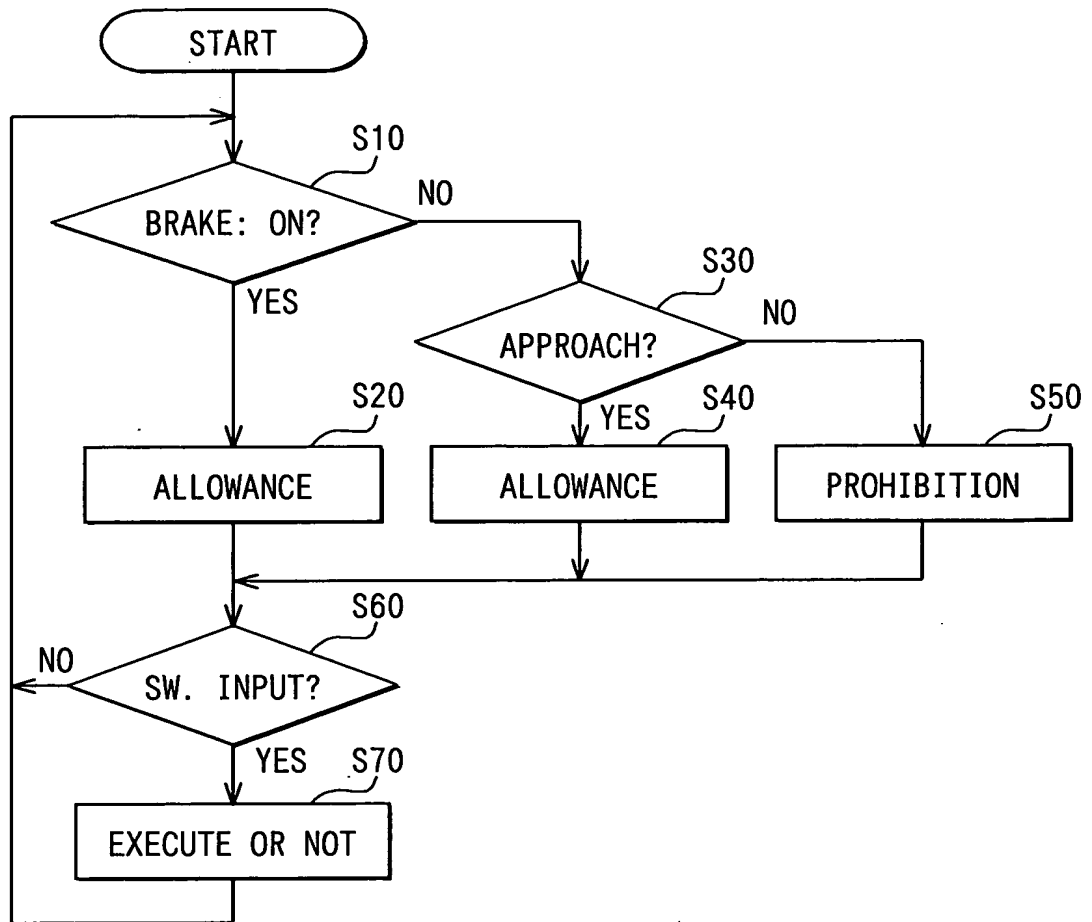 START
S10
BRAKE: ON?
NO
YES
S30
APPROACH?
NO
YES
S20
ALLOWANCE
S40
ALLOWANCE
S50
PROHIBITION
S60
SW. INPUT?
NO
YES
S70
EXECUTE OR NOT